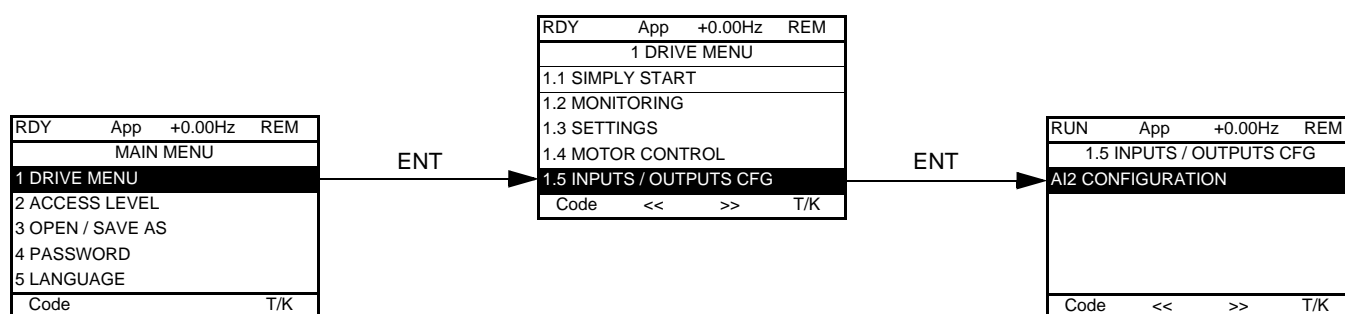 RDY App +0.00Hz REM
MAIN MENU
1 DRIVE MENU
2 ACCESS LEVEL
3 OPEN / SAVE AS
4 PASSWORD
5 LANGUAGE
Code T/K
ENT
RDY App +0.00Hz REM
1 DRIVE MENU
1.1 SIMPLY START
1.2 MONITORING
1.3 SETTINGS
1.4 MOTOR CONTROL
1.5 INPUTS / OUTPUTS CFG
Code << >> T/K
ENT
RUN App +0.00Hz REM
1.5 INPUTS / OUTPUTS CFG
AI2 CONFIGURATION
Code << >> T/K